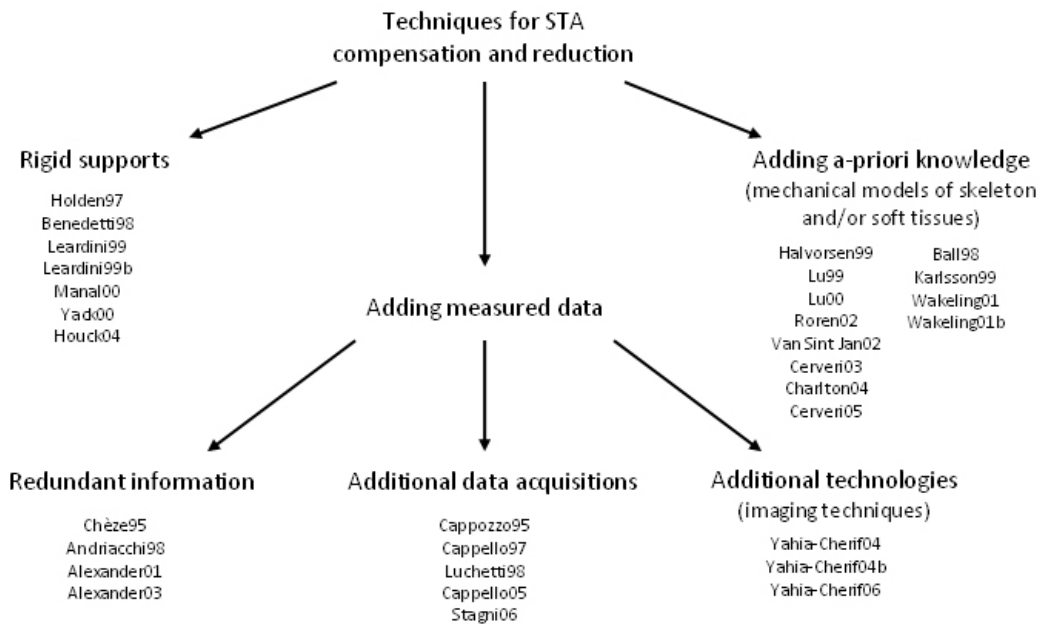 Techniques for STA
compensation and reduction
Rigid supports
Holden97
Benedetti98
Leardini99
Leardini99b
Manal00
Yack00
Houck04
Adding a-priori knowledge
(mechanical models of skeleton
and/or soft tissues)
Halvorsen99
Lu99
Lu00
Roren02
Van Sint Jan02
Cerveri03
Charlton04
Cerveri05
Ball98
Karlsson99
Wakeling01
Wakeling01b
Adding measured data
Redundant information
Chèze95
Andriacchi98
Alexander01
Alexander03
Additional data acquisitions
Cappozzo95
Cappello97
Luchetti98
Cappello05
Stagni06
Additional technologies
(imaging techniques)
Yahia-Cherif04
Yahia-Cherif04b
Yahia-Cherif06